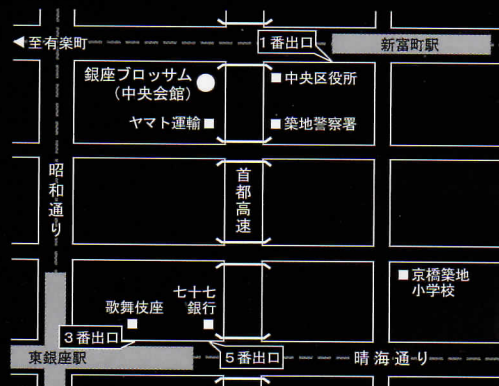 ◀至有楽町
1番出口
新富町駅
銀座ブロッサム
（中央会館）
中央区役所
ヤマト運輸
築地警察署
昭和通り
首都高速
京橋築地
小学校
七十七
銀行
歌舞伎座
3番出口
東銀座駅
5番出口
晴海通り